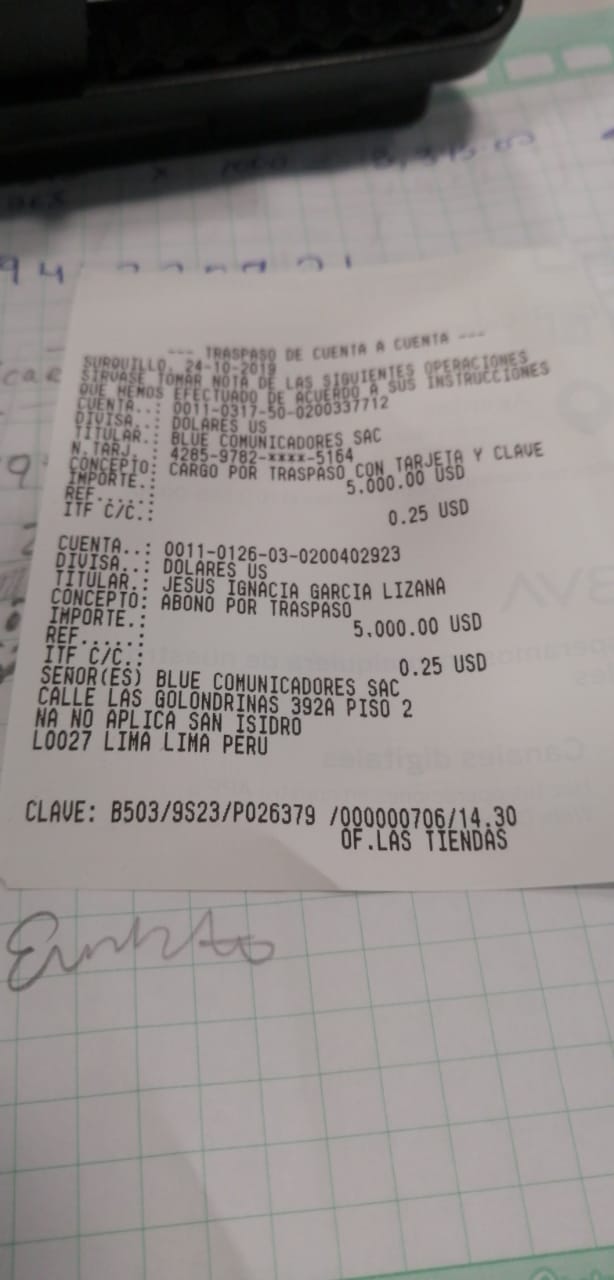 --- TRASPASO DE CUENTA A CUENTA ---
SURQUILLO, 24-10-2019
SIRVASE TOMAR NOTA DE LAS SIGUIENTES OPERACIONES
QUE HEMOS EFECTUADO DE ACUERDO A SUS INSTRUCCIONES
CUENTA..: 0011-0317-50-0200337712
DIVISA..: DOLARES US
TITULAR.: BLUE COMUNICADORES SAC
N.TARJ..: 4285-9782-****-5164
CONCEPTO: CARGO POR TRASPASO CON TARJETA Y CLAVE
IMPORTE.: 5.000.00 USD
REF.....:
ITF C/C.: 0.25 USD
CUENTA..: 0011-0126-03-0200402923
DIVISA..: DOLARES US
TITULAR.: JESUS IGNACIA GARCIA LIZANA
CONCEPTO: ABONO POR TRASPASO
IMPORTE.: 5.000.00 USD
REF.....:
ITF C/C.: 0.25 USD
SEÑOR(ES) BLUE COMUNICADORES SAC
CALLE LAS GOLONDRINAS 392A PISO 2
NA NO APLICA SAN ISIDRO
L0027 LIMA LIMA PERU
CLAVE: B503/9S23/P026379 /000000706/14.30
OF.LAS TIENDAS